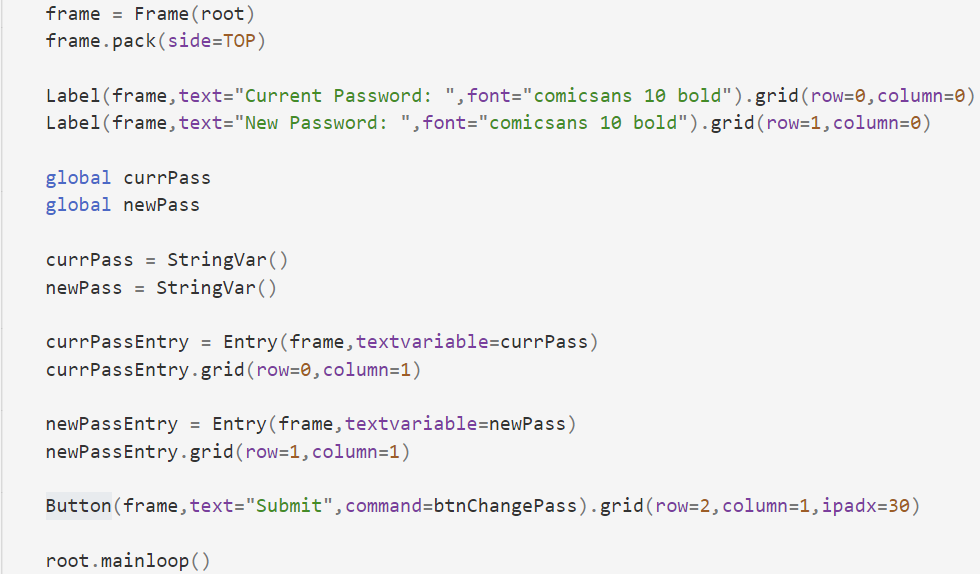 frame = Frame(root)
frame.pack(side=TOP)
Label(frame,text="Current Password: ",font="comicsans 10 bold").grid(row=0,column=0)
Label(frame,text="New Password: ",font="comicsans 10 bold").grid(row=1,column=0)
global currPass
global newPass
currPass = StringVar()
newPass = StringVar()
currPassEntry = Entry(frame,textvariable=currPass)
currPassEntry.grid(row=0,column=1)
newPassEntry = Entry(frame,textvariable=newPass)
newPassEntry.grid(row=1,column=1)
Button(frame,text="Submit",command=btnChangePass).grid(row=2,column=1,ipadx=30)
root.mainloop()